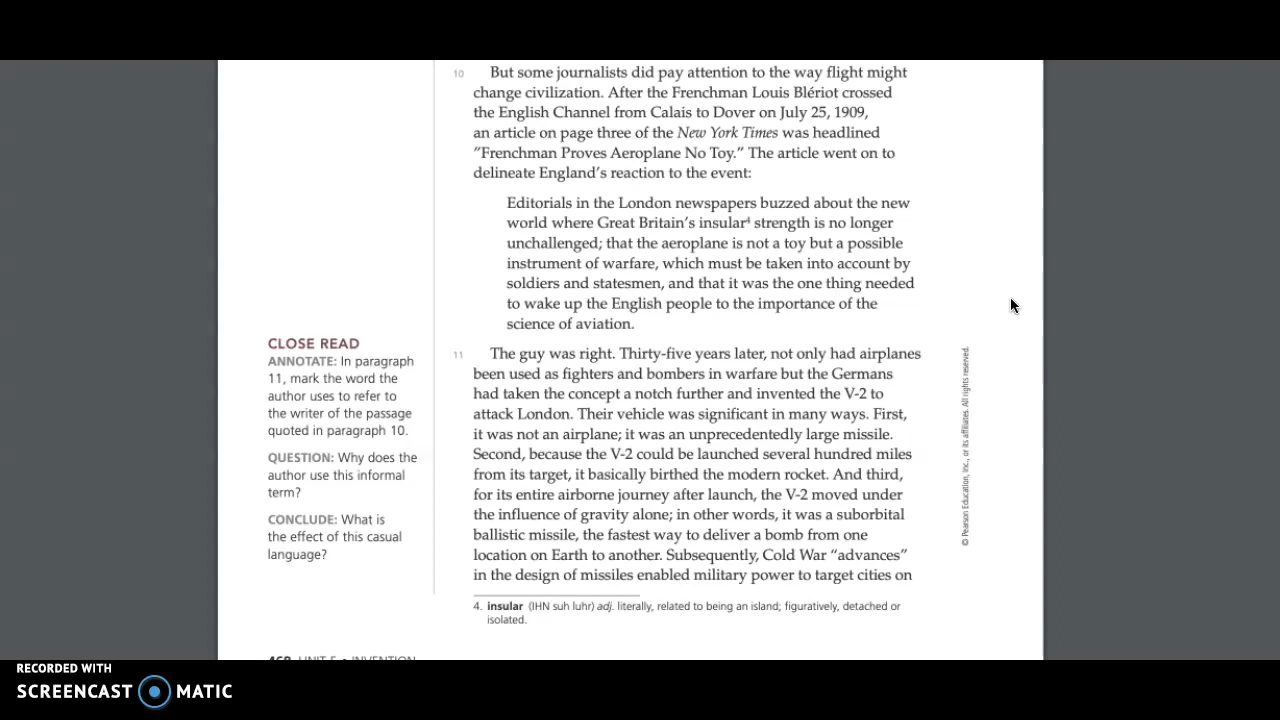 10 But some journalists did pay attention to the way flight might
change civilization. After the Frenchman Louis Blériot crossed
the English Channel from Calais to Dover on July 25, 1909,
an article on page three of the New York Times was headlined
"Frenchman Proves Aeroplane No Toy." The article went on to
delineate England's reaction to the event:
Editorials in the London newspapers buzzed about the new
world where Great Britain's insular⁴ strength is no longer
unchallenged; that the aeroplane is not a toy but a possible
instrument of warfare, which must be taken into account by
soldiers and statesmen, and that it was the one thing needed
to wake up the English people to the importance of the
science of aviation.
CLOSE READ
ANNOTATE: In paragraph
11, mark the word the
author uses to refer to
the writer of the passage
quoted in paragraph 10.
QUESTION: Why does the
author use this informal
term?
CONCLUDE: What is
the effect of this casual
language?
11 The guy was right. Thirty-five years later, not only had airplanes
been used as fighters and bombers in warfare but the Germans
had taken the concept a notch further and invented the V-2 to
attack London. Their vehicle was significant in many ways. First,
it was not an airplane; it was an unprecedentedly large missile.
Second, because the V-2 could be launched several hundred miles
from its target, it basically birthed the modern rocket. And third,
for its entire airborne journey after launch, the V-2 moved under
the influence of gravity alone; in other words, it was a suborbital
ballistic missile, the fastest way to deliver a bomb from one
location on Earth to another. Subsequently, Cold War "advances"
in the design of missiles enabled military power to target cities on
4. insular (IHN suh luhr) adj. literally, related to being an island; figuratively, detached or
isolated.
© Pearson Education, Inc., or its affiliates. All rights reserved.
RECORDED WITH
SCREENCAST MATIC